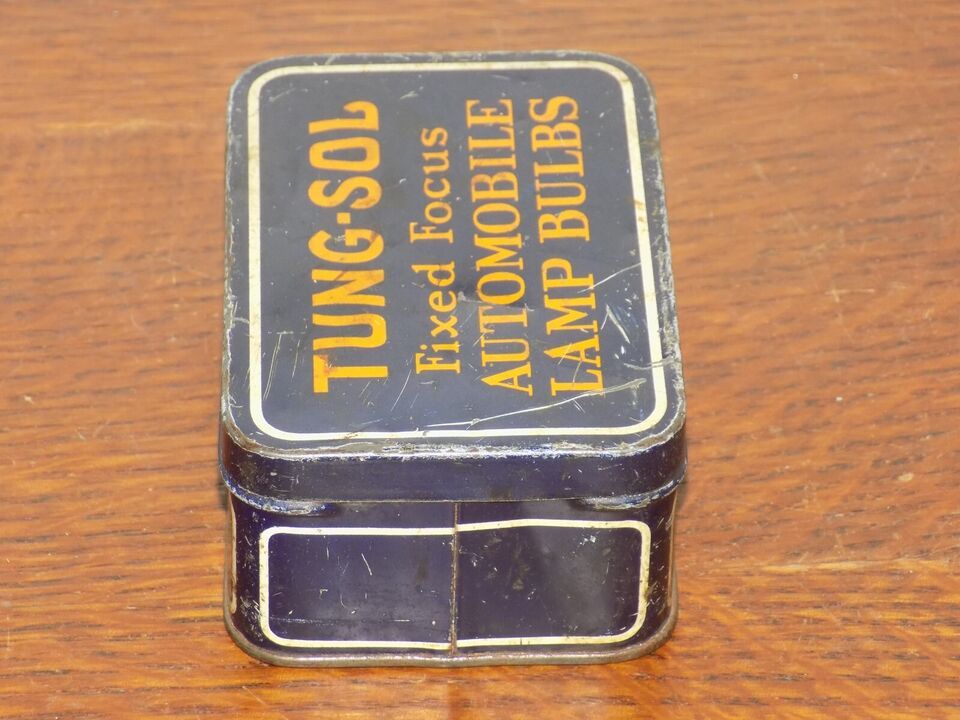 TUNG-SOL
Fixed Focus
AUTOMOBILE
LAMP BULBS